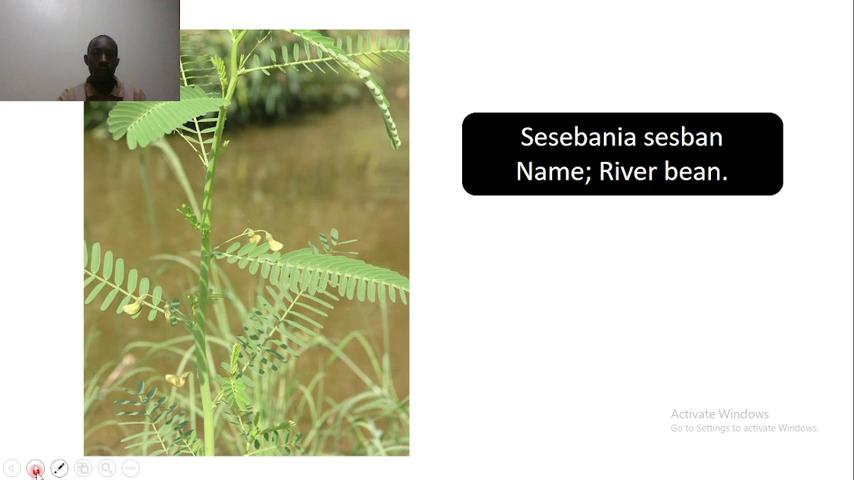 Sesebania sesban
Name; River bean.
Activate Windows
Go to Settings to activate Windows.